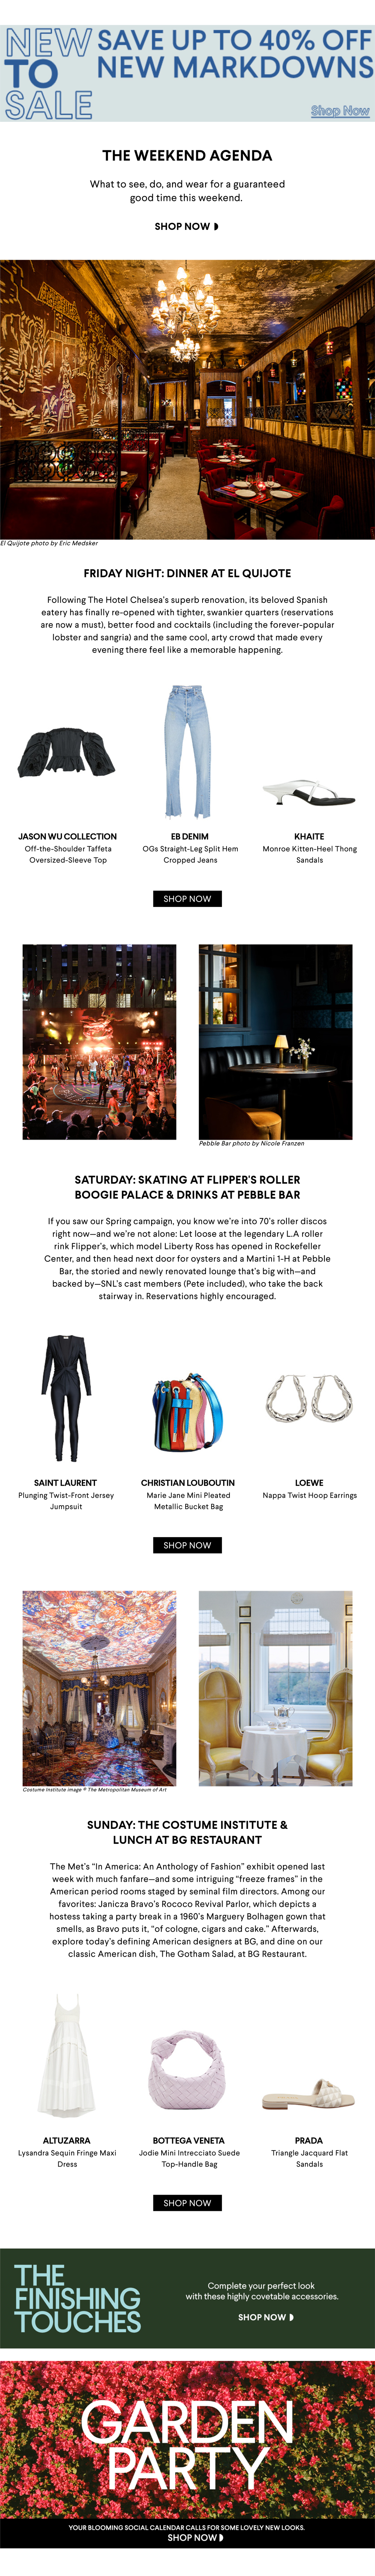 NEW
TO
SALE
SAVE UP TO 40% OFF
NEW MARKDOWNS
Shop Now
THE WEEKEND AGENDA
What to see, do, and wear for a guaranteed
good time this weekend.
SHOP NOW
EXIT
El Quijote photo by Eric Medsker
FRIDAY NIGHT: DINNER AT EL QUIJOTE
Following The Hotel Chelsea's superb renovation, its beloved Spanish
eatery has finally re-opened with tighter, swankier quarters (reservations
are now a must), better food and cocktails (including the forever-popular
lobster and sangria) and the same cool, arty crowd that made every
evening there feel like a memorable happening.
JASON WU COLLECTION
Off-the-Shoulder Taffeta
Oversized-Sleeve Top
EB DENIM
OGs Straight-Leg Split Hem
Cropped Jeans
KHAITE
Monroe Kitten-Heel Thong
Sandals
SHOP NOW
Pebble Bar photo by Nicole Franzen
SATURDAY: SKATING AT FLIPPER'S ROLLER
BOOGIE PALACE & DRINKS AT PEBBLE BAR
If you saw our Spring campaign, you know we're into 70's roller discos
right now—and we're not alone: Let loose at the legendary L.A roller
rink Flipper's, which model Liberty Ross has opened in Rockefeller
Center, and then head next door for oysters and a Martini 1-H at Pebble
Bar, the storied and newly renovated lounge that's big with—and
backed by—SNL's cast members (Pete included), who take the back
stairway in. Reservations highly encouraged.
SAINT LAURENT
Plunging Twist-Front Jersey
Jumpsuit
CHRISTIAN LOUBOUTIN
Marie Jane Mini Pleated
Metallic Bucket Bag
LOEWE
Nappa Twist Hoop Earrings
SHOP NOW
Costume Institute image © The Metropolitan Museum of Art
SUNDAY: THE COSTUME INSTITUTE &
LUNCH AT BG RESTAURANT
The Met's "In America: An Anthology of Fashion" exhibit opened last
week with much fanfare—and some intriguing "freeze frames" in the
American period rooms staged by seminal film directors. Among our
favorites: Janicza Bravo's Rococo Revival Parlor, which depicts a
hostess taking a party break in a 1960's Marguery Bolhagen gown that
smells, as Bravo puts it, "of cologne, cigars and cake." Afterwards,
explore today's defining American designers at BG, and dine on our
classic American dish, The Gotham Salad, at BG Restaurant.
ALTUZARRA
Lysandra Sequin Fringe Maxi
Dress
BOTTEGA VENETA
Jodie Mini Intrecciato Suede
Top-Handle Bag
PRADA
Triangle Jacquard Flat
Sandals
SHOP NOW
THE
FINISHING
TOUCHES
Complete your perfect look
with these highly covetable accessories.
SHOP NOW
GARDEN
PARTY
YOUR BLOOMING SOCIAL CALENDAR CALLS FOR SOME LOVELY NEW LOOKS.
SHOP NOW